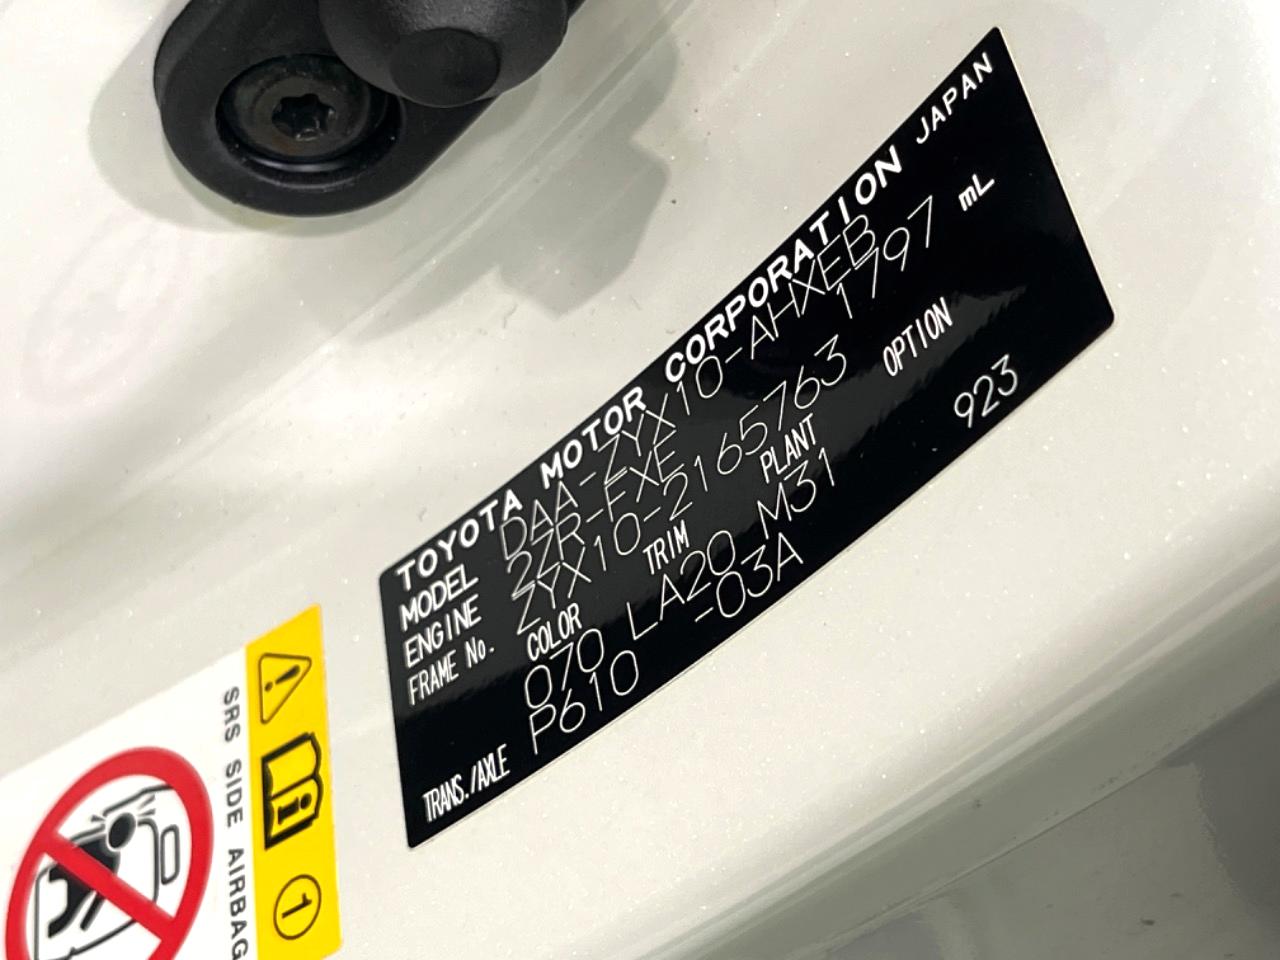 TOYOTA MOTOR CORPORATION JAPAN
MODEL DAA-ZYX10-AHXEB
ENGINE 2ZR-FXE 1797 mL
FRAME No. ZYX10-2165763
COLOR TRIM PLANT OPTION
070 LA20 M31 923
TRANS./AXLE P610 -03A
SRS SIDE AIRBAG
1